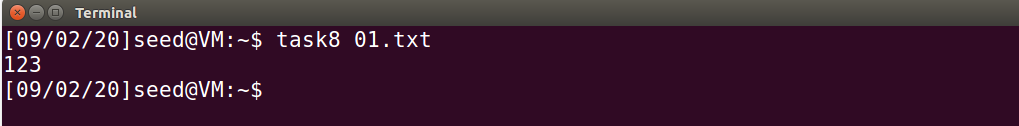 Terminal
[09/02/20]seed@VM:~$ task8 01.txt
123
[09/02/20]seed@VM:~$